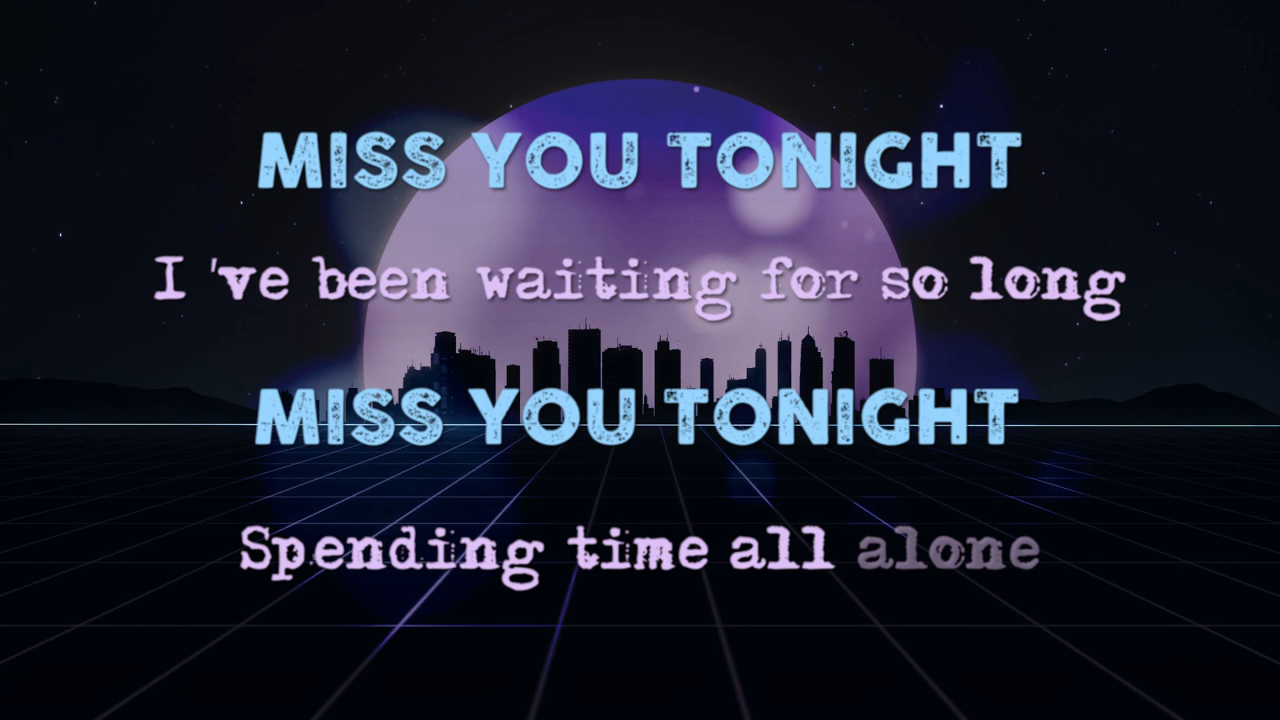 MISS YOU TONIGHT
I 've been waiting for so long
MISS YOU TONIGHT
Spending time all alone